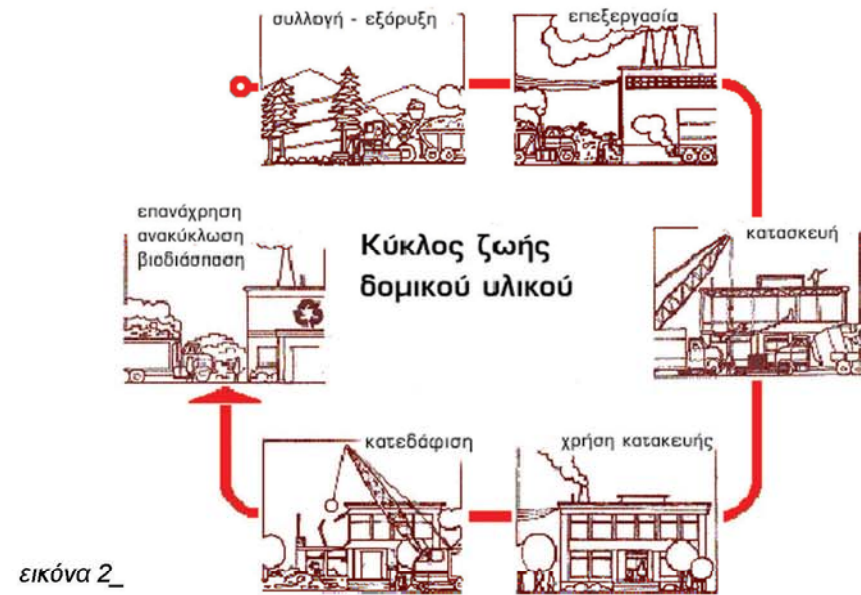 συλλογή - εξόρυξη
επεξεργασία
κατασκευή
χρήση κατακευής
κατεδάφιση
επανάχρηση
ανακύκλωση
βιοδιάσπαση
Κύκλος ζωής
δομικού υλικού
εικόνα 2_